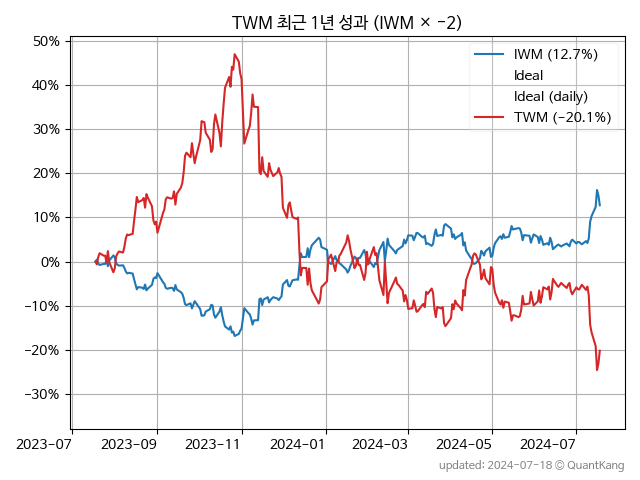 TWM 최근 1년 성과 (IWM × −2)
50%
40%
30%
20%
10%
0%
−10%
−20%
−30%
IWM (12.7%)
Ideal
Ideal (daily)
TWM (−20.1%)
2023-07 2023-09 2023-11 2024-01 2024-03 2024-05 2024-07
updated: 2024-07-18 © QuantKang